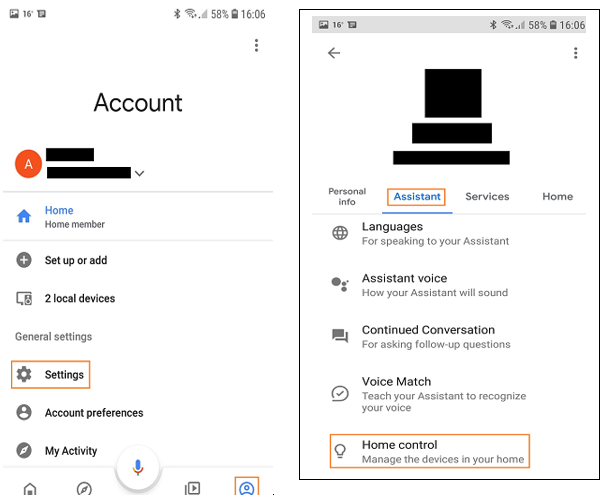 16° 58% 16:06
Account
A
Home
Home member
Set up or add
2 local devices
General settings
Settings
Account preferences
My Activity
16° 58% 16:06
Personal
info
Assistant
Services
Home
Languages
For speaking to your Assistant
Assistant voice
How your Assistant will sound
Continued Conversation
For asking follow-up questions
Voice Match
Teach your Assistant to recognize
your voice
Home control
Manage the devices in your home